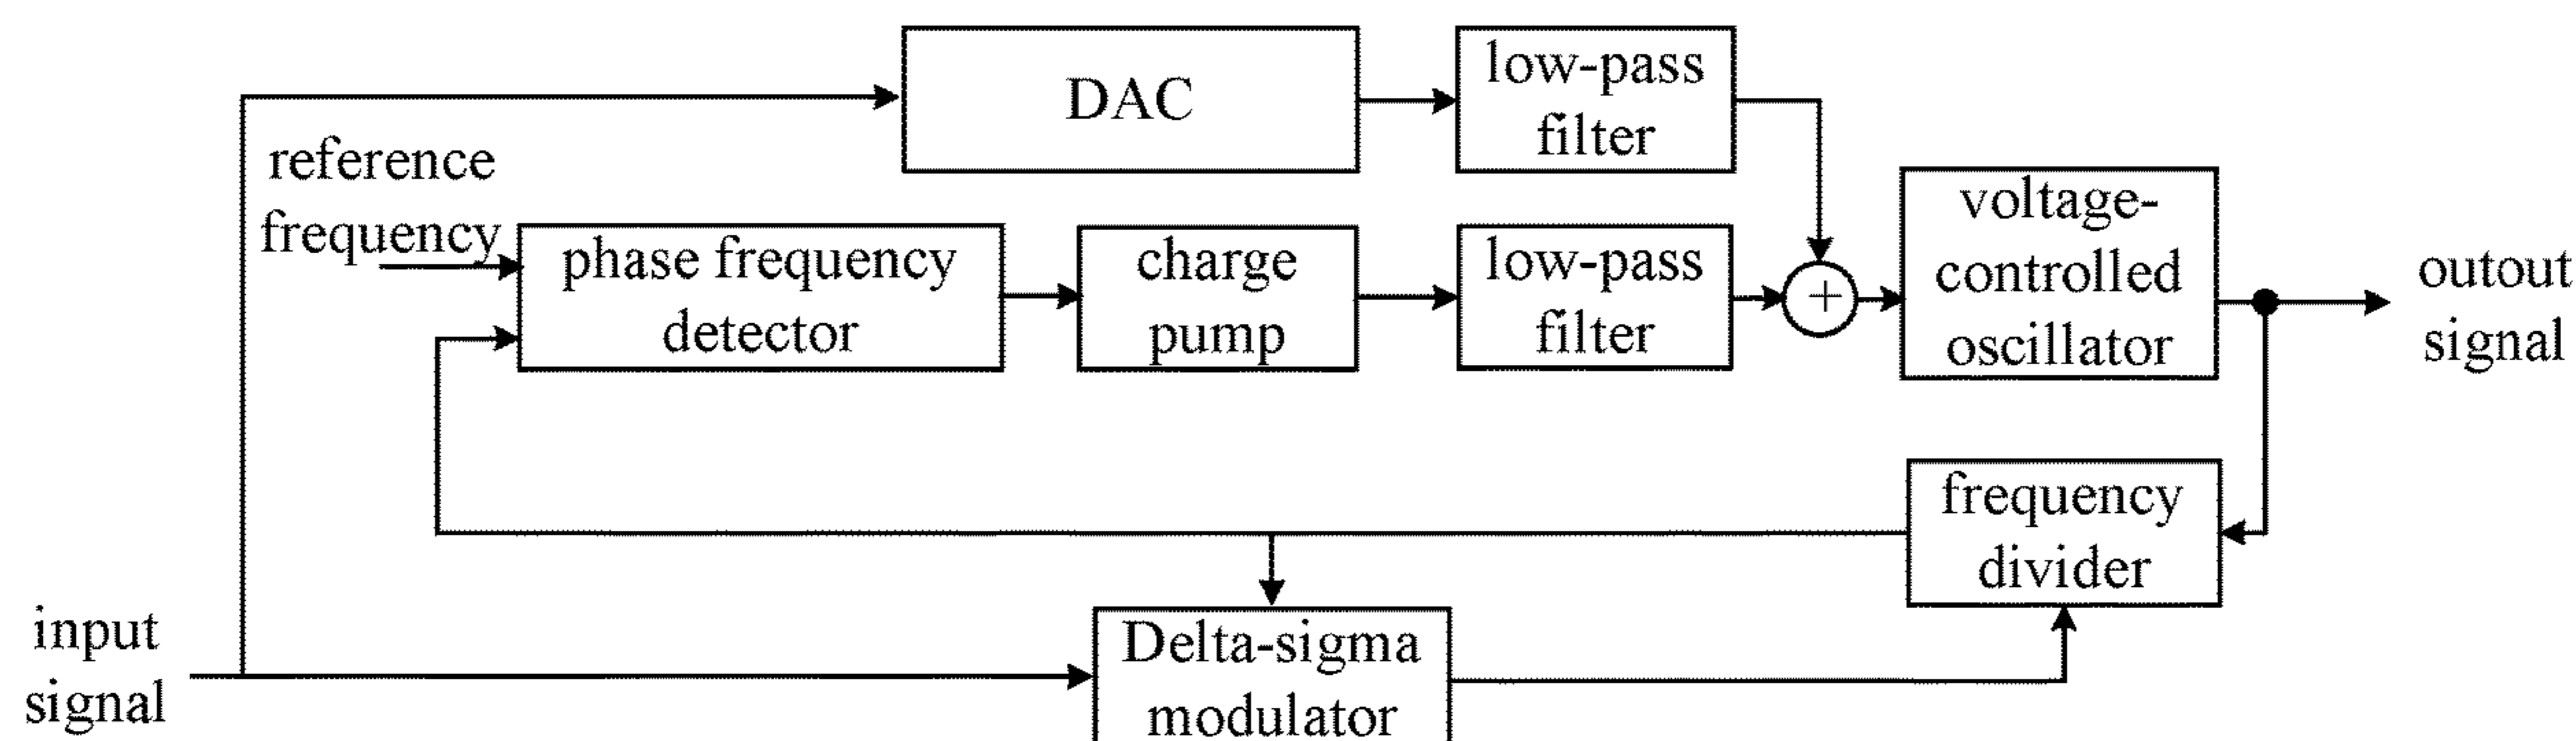 DAC
low-pass
filter
reference
frequency
phase frequency
detector
charge
pump
low-pass
filter
+
voltage-
controlled
oscillator
outout
signal
frequency
divider
input
signal
Delta-sigma
modulator